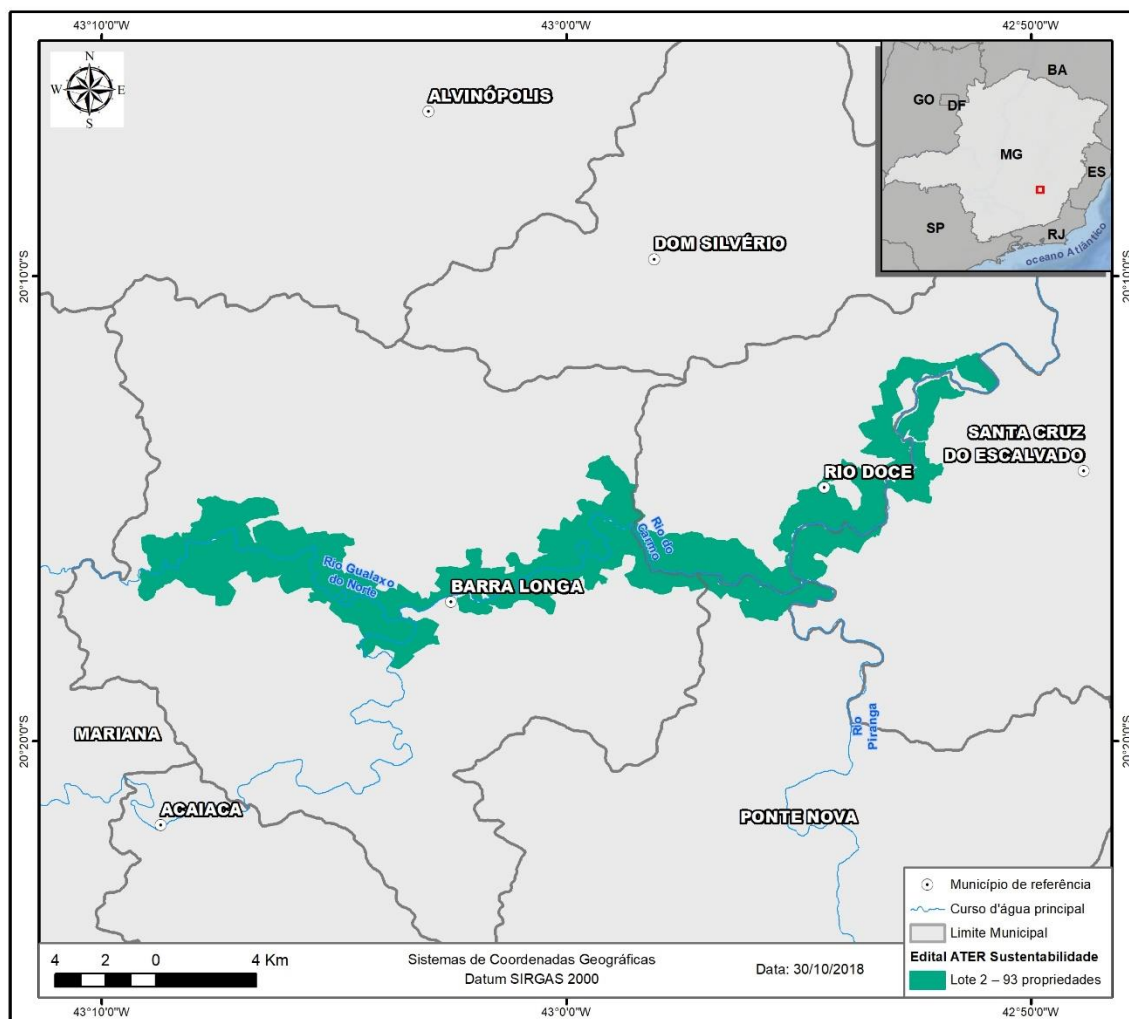 43°10'0"W
43°0'0"W
42°50'0"W
N
W
E
S
ALVINÓPOLIS
DOM SILVÉRIO
BA
GO
DF
MG
ES
SP
RJ
oceano Atlântico
20°10'0"S
20°10'0"S
SANTA CRUZ
DO ESCALVADO
RIO DOCE
Rio do
Carmo
Rio Gualaxo
do Norte
BARRA LONGA
MARIANA
Rio
Piranga
20°20'0"S
20°20'0"S
ACAIACA
PONTE NOVA
Município de referência
Curso d'água principal
Limite Municipal
Edital ATER Sustentabilidade
Lote 2 – 93 propriedades
4 2 0 4 Km
Sistemas de Coordenadas Geográficas
Datum SIRGAS 2000
Data: 30/10/2018
43°10'0"W
43°0'0"W
42°50'0"W